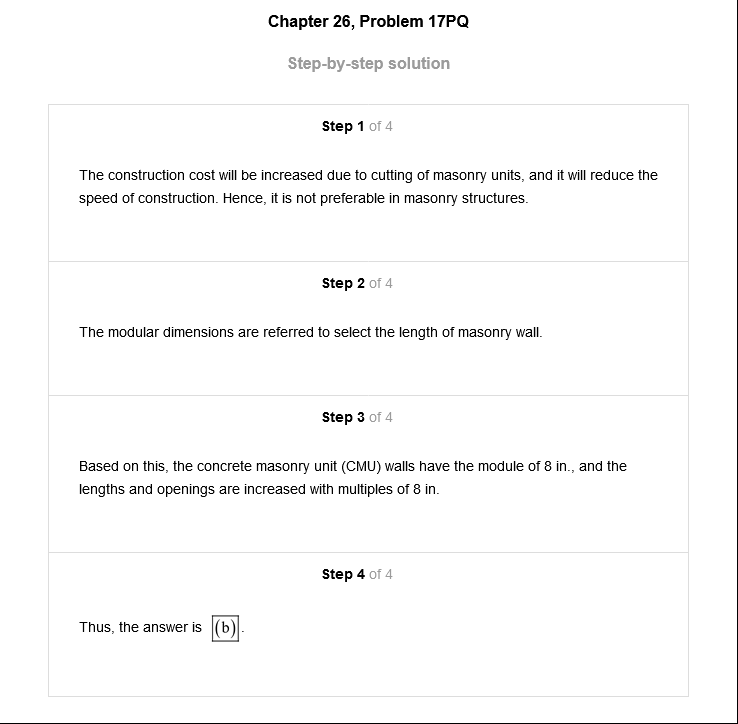 Chapter 26, Problem 17PQ
Step-by-step solution
Step 1 of 4
The construction cost will be increased due to cutting of masonry units, and it will reduce the
speed of construction. Hence, it is not preferable in masonry structures.
Step 2 of 4
The modular dimensions are referred to select the length of masonry wall.
Step 3 of 4
Based on this, the concrete masonry unit (CMU) walls have the module of 8 in., and the
lengths and openings are increased with multiples of 8 in.
Step 4 of 4
Thus, the answer is (b).